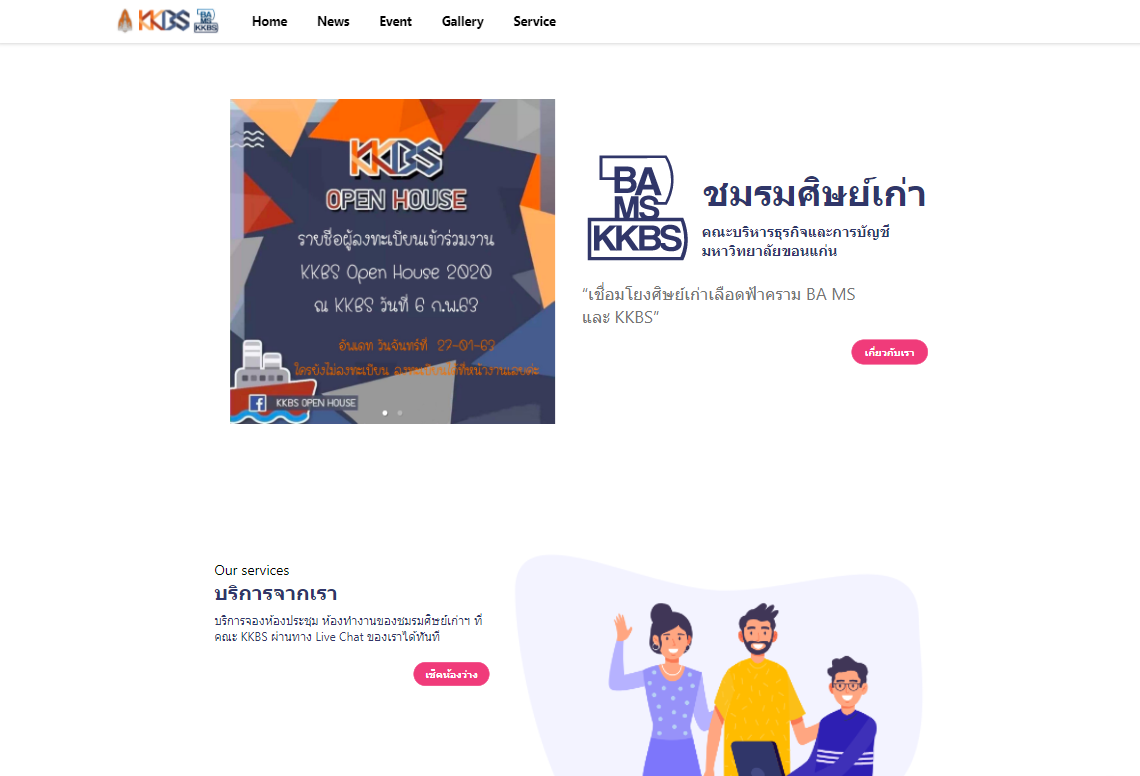 KKBS BA MS KKBS Home News Event Gallery Service
KKBS
OPEN HOUSE
รายชื่อผู้ลงทะเบียนเข้าร่วมงาน
KKBS Open House 2020
ณ KKBS วันที่ 6 ก.พ.63
อันเดท วันจันทร์ที่ 27-01-63
ใครยังไม่ลงทะเบียน ลงทะเบียนได้ที่หน้างานเลยค่ะ
KKBS OPEN HOUSE
BA
MS
KKBS
ชมรมศิษย์เก่า
คณะบริหารธุรกิจและการบัญชี
มหาวิทยาลัยขอนแก่น
“เชื่อมโยงศิษย์เก่าเลือดฟ้าคราม BA MS
และ KKBS”
เกี่ยวกับเรา
Our services
บริการจากเรา
บริการจองห้องประชุม ห้องทำงานของชมรมศิษย์เก่าฯ ที่
คณะ KKBS ผ่านทาง Live Chat ของเราได้ทันที
เช็คห้องว่าง